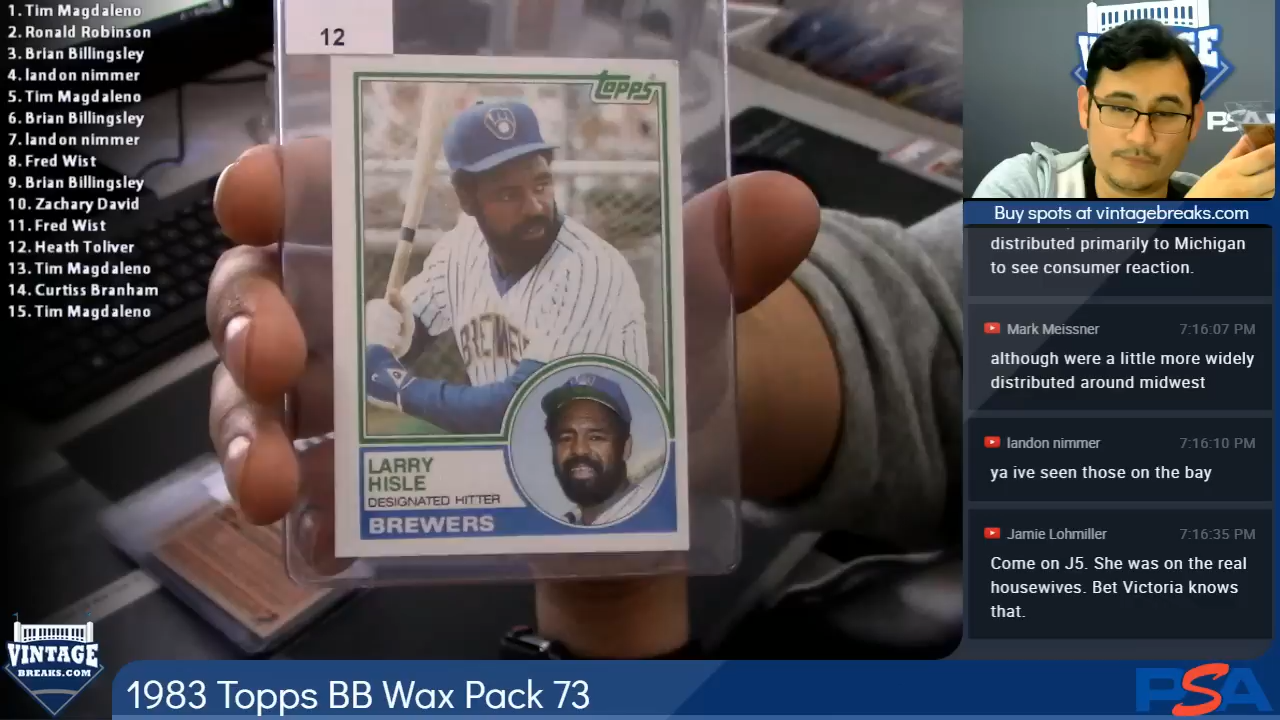 1. Tim Magdaleno
2. Ronald Robinson
3. Brian Billingsley
4. landon nimmer
5. Tim Magdaleno
6. Brian Billingsley
7. landon nimmer
8. Fred Wist
9. Brian Billingsley
10. Zachary David
11. Fred Wist
12. Heath Toliver
13. Tim Magdaleno
14. Curtiss Branham
15. Tim Magdaleno
12
topps
BREWE
LARRY
HISLE
DESIGNATED HITTER
BREWERS
VINTAGE
BREAKS.COM
1983 Topps BB Wax Pack 73
VINTAGE
PSA
Buy spots at vintagebreaks.com
distributed primarily to Michigan
to see consumer reaction.
Mark Meissner 7:16:07 PM
although were a little more widely
distributed around midwest
landon nimmer 7:16:10 PM
ya ive seen those on the bay
Jamie Lohmiller 7:16:35 PM
Come on J5. She was on the real
housewives. Bet Victoria knows
that.
PSA